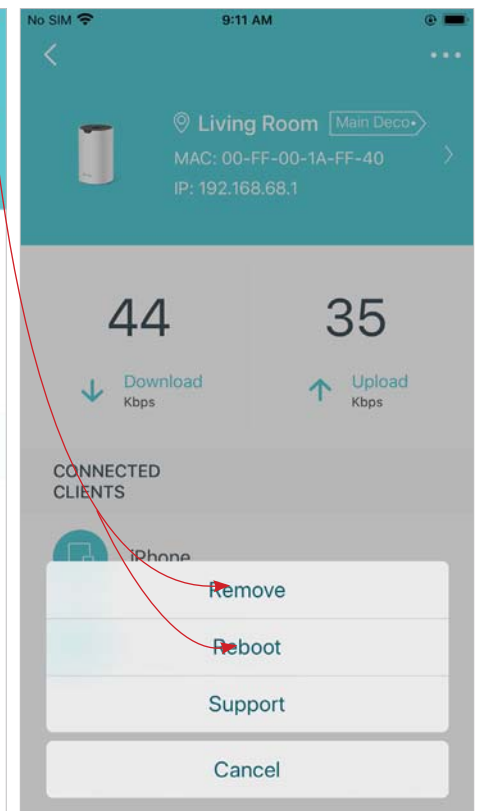 No SIM 9:11 AM
Living Room Main Deco
MAC: 00-FF-00-1A-FF-40
IP: 192.168.68.1
44 35
Download Upload
Kbps Kbps
CONNECTED
CLIENTS
iPhone
Remove
Reboot
Support
Cancel